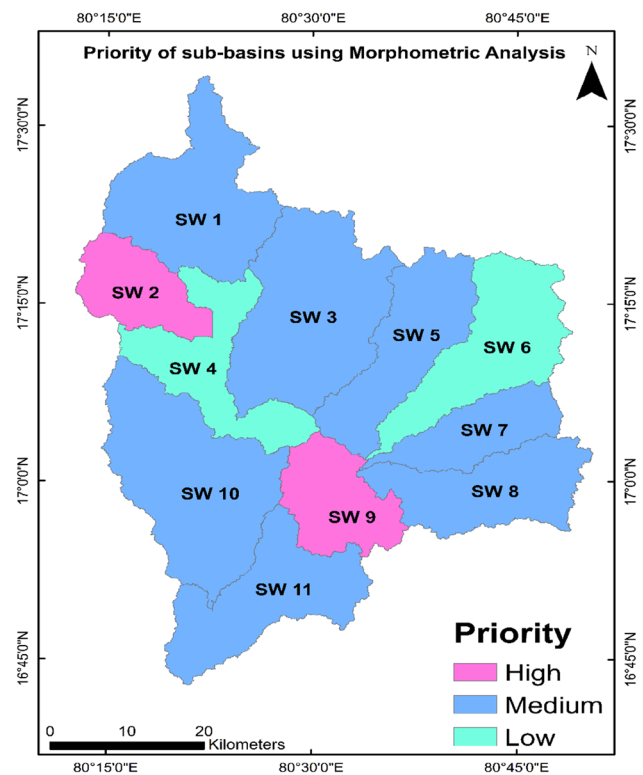 80°15'0"E 80°30'0"E 80°45'0"E
Priority of sub-basins using Morphometric Analysis
N
17°30'0"N
17°30'0"N
SW 1
SW 2
17°15'0"N
17°15'0"N
SW 3
SW 5
SW 6
SW 4
SW 7
17°0'0"N
17°0'0"N
SW 10
SW 8
SW 9
SW 11
16°45'0"N
16°45'0"N
Priority
High
Medium
Low
0 10 20
Kilometers
80°15'0"E 80°30'0"E 80°45'0"E